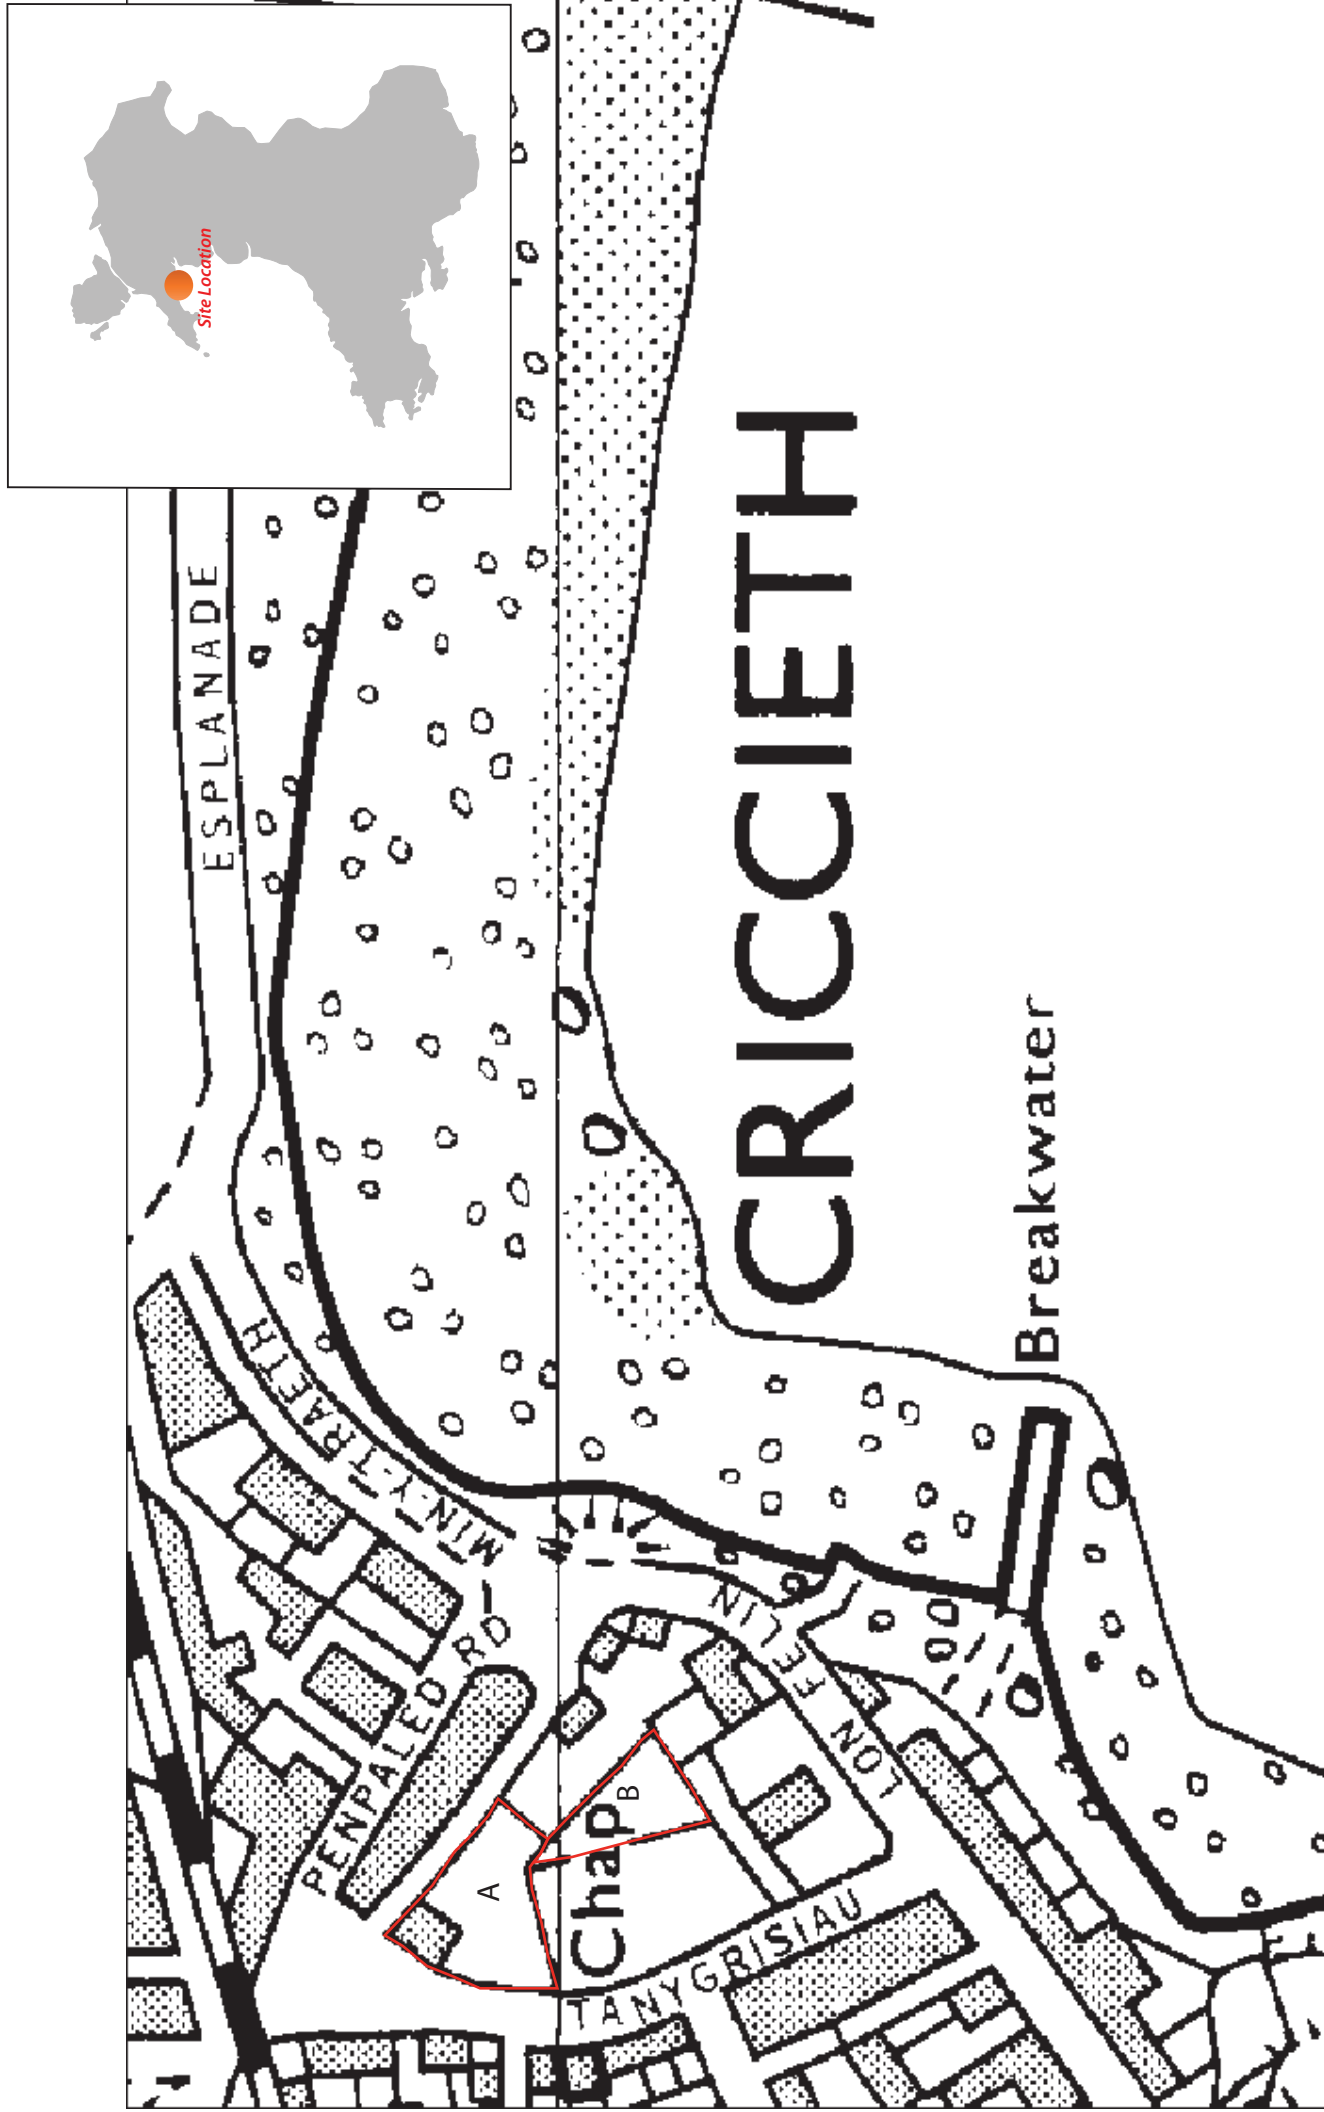 Site Location
ESPLANADE
MIN-Y-TRAETH
PENPALED RD
CRICCIETH
Breakwater
LON FELIN
A
B
Chap
TANYGRISIAU